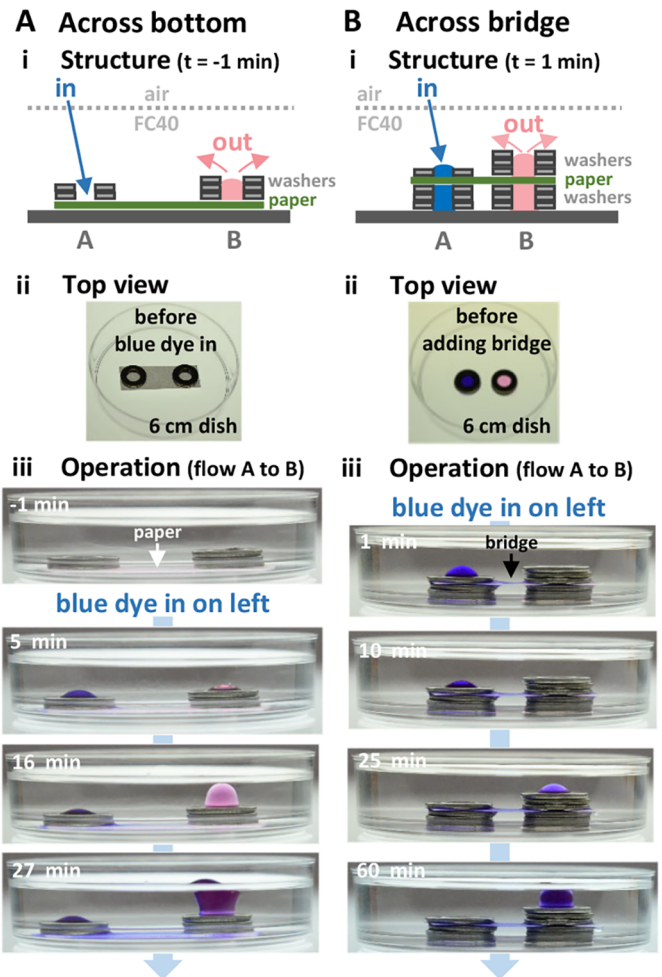 A Across bottom
i Structure (t = -1 min)
in
air
FC40
out
washers
paper
A
B
ii Top view
before
blue dye in
6 cm dish
iii Operation (flow A to B)
-1 min
paper
blue dye in on left
5 min
16 min
27 min
B Across bridge
i Structure (t = 1 min)
in
air
FC40
out
washers
paper
washers
A
B
ii Top view
before
adding bridge
6 cm dish
iii Operation (flow A to B)
blue dye in on left
1 min
bridge
10 min
25 min
60 min